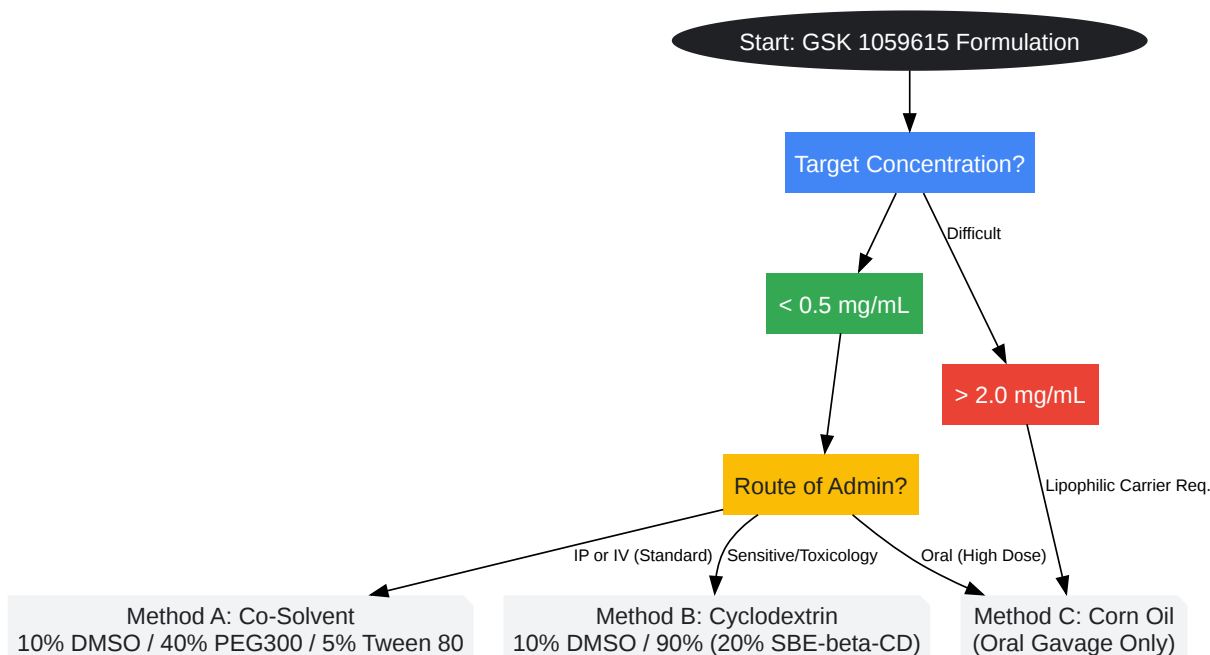 Start: GSK 1059615 Formulation
Target Concentration?
Difficult
< 0.5 mg/mL
> 2.0 mg/mL
Route of Admin?
Lipophilic Carrier Req.
IP or IV (Standard)
Sensitive/Toxicology
Oral (High Dose)
Method A: Co-Solvent
10% DMSO / 40% PEG300 / 5% Tween 80
Method B: Cyclodextrin
10% DMSO / 90% (20% SBE-beta-CD)
Method C: Corn Oil
(Oral Gavage Only)